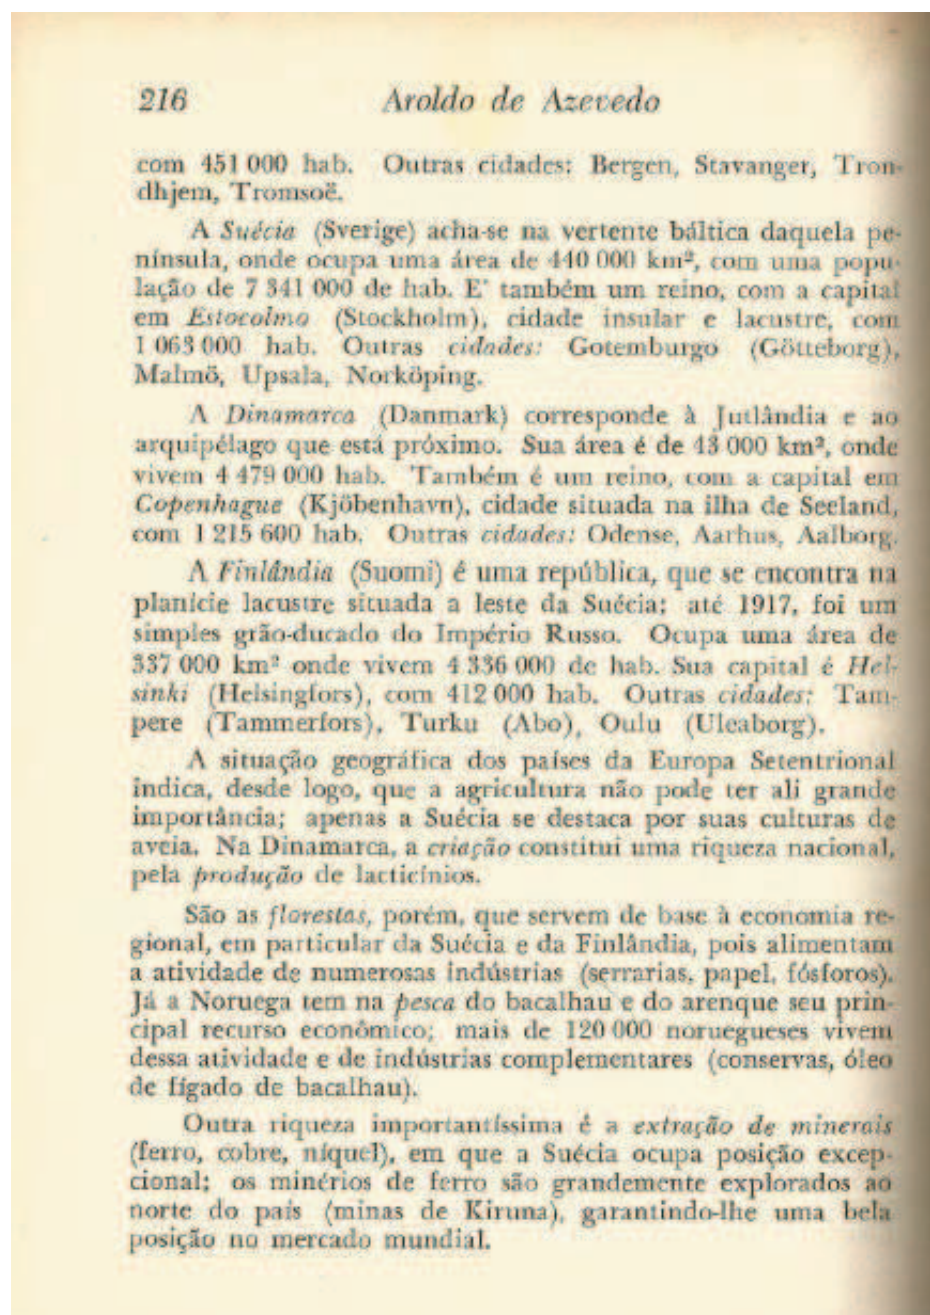 216 Aroldo de Azevedo
com 451 000 hab. Outras cidades: Bergen, Stavanger, Tron-
dhjem, Tromsoë.
A Suécia (Sverige) acha-se na vertente báltica daquela pe-
nínsula, onde ocupa uma área de 440 000 km², com uma popu-
lação de 7 341 000 de hab. E' também um reino, com a capital
em Estocolmo (Stockholm), cidade insular e lacustre, com
1 063 000 hab. Outras cidades: Gotemburgo (Götteborg),
Malmö, Upsala, Norköping.
A Dinamarca (Danmark) corresponde à Jutlândia e ao
arquipélago que está próximo. Sua área é de 43 000 km², onde
vivem 4 479 000 hab. Também é um reino, com a capital em
Copenhague (Kjöbenhavn), cidade situada na ilha de Seeland,
com 1 215 600 hab. Outras cidades: Odense, Aarhus, Aalborg.
A Finlândia (Suomi) é uma república, que se encontra na
planície lacustre situada a leste da Suécia; até 1917, foi um
simples grão-ducado do Império Russo. Ocupa uma área de
337 000 km² onde vivem 4 336 000 de hab. Sua capital é Hel-
sinki (Helsingfors), com 412 000 hab. Outras cidades: Tam-
pere (Tammerfors), Turku (Abo), Oulu (Uleaborg).
A situação geográfica dos países da Europa Setentrional
indica, desde logo, que a agricultura não pode ter ali grande
importância; apenas a Suécia se destaca por suas culturas de
aveia. Na Dinamarca, a criação constitui uma riqueza nacional,
pela produção de lacticínios.
São as florestas, porém, que servem de base à economia re-
gional, em particular da Suécia e da Finlândia, pois alimentam
a atividade de numerosas indústrias (serrarias, papel, fósforos).
Já a Noruega tem na pesca do bacalhau e do arenque seu prin-
cipal recurso econômico; mais de 120 000 noruegueses vivem
dessa atividade e de indústrias complementares (conservas, óleo
de fígado de bacalhau).
Outra riqueza importantíssima é a extração de minerais
(ferro, cobre, níquel), em que a Suécia ocupa posição excep-
cional; os minérios de ferro são grandemente explorados ao
norte do país (minas de Kiruna), garantindo-lhe uma bela
posição no mercado mundial.